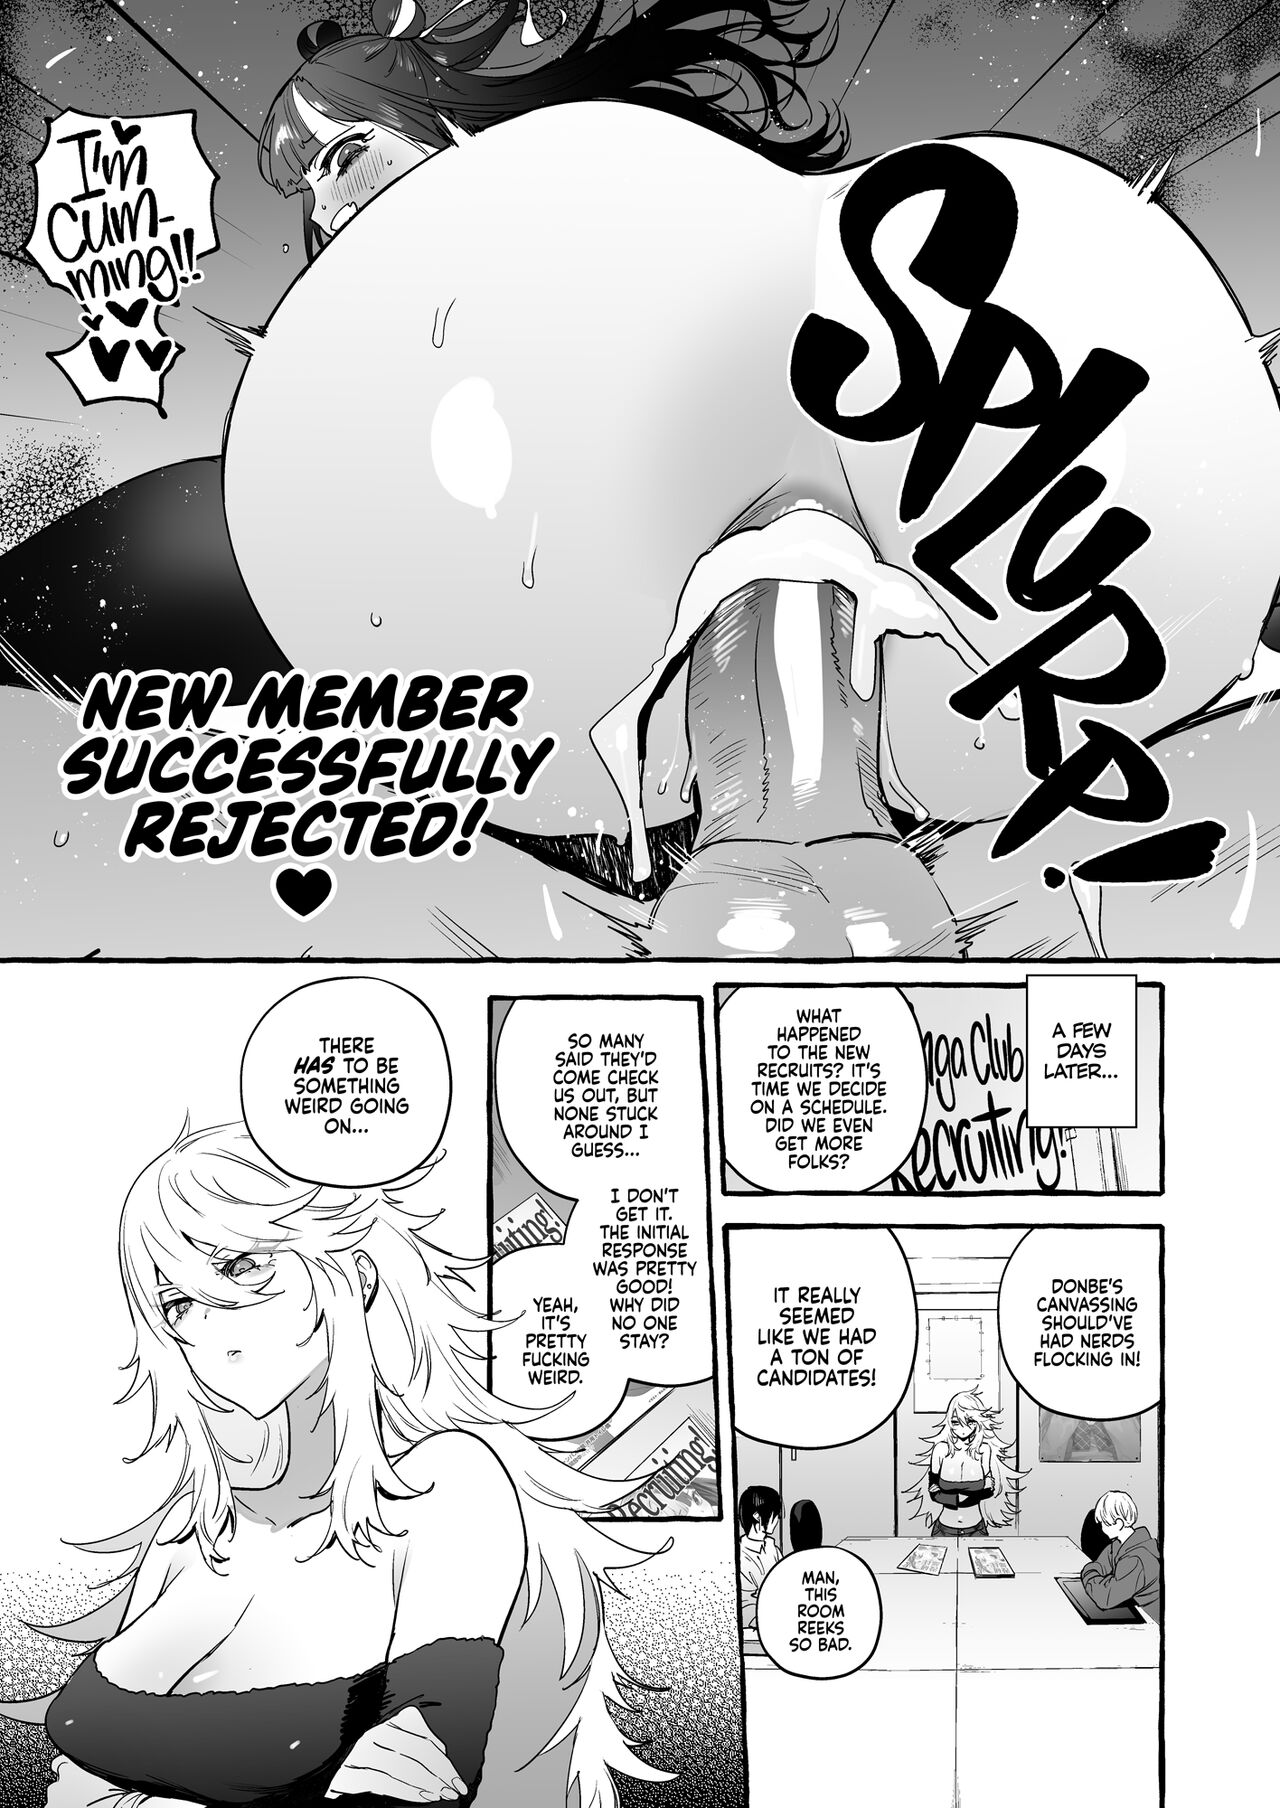 I'm
Cum-
ming!!
SPLURP!
NEW MEMBER
SUCCESSFULLY
REJECTED!
A FEW
DAYS
LATER...
nga Club
Recruiting!
WHAT
HAPPENED
TO THE NEW
RECRUITS? IT'S
TIME WE DECIDE
ON A SCHEDULE.
DID WE EVEN
GET MORE
FOLKS?
DONBE'S
CANVASSING
SHOULD'VE
HAD NERDS
FLOCKING IN!
IT REALLY
SEEMED
LIKE WE HAD
A TON OF
CANDIDATES!
MAN,
THIS
ROOM
REEKS
SO BAD.
SO MANY
SAID THEY'D
COME CHECK
US OUT, BUT
NONE STUCK
AROUND I
GUESS...
I DON'T
GET IT.
THE INITIAL
RESPONSE
WAS PRETTY
GOOD!
WHY DID
NO ONE
STAY?
YEAH,
IT'S
PRETTY
FUCKING
WEIRD.
Recruiting!
THERE
HAS TO BE
SOMETHING
WEIRD GOING
ON...